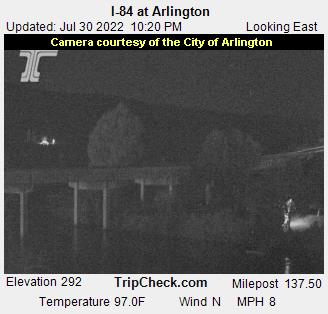 I-84 at Arlington
Updated: Jul 30 2022 10:20 PM Looking East
Camera courtesy of the City of Arlington
Elevation 292 TripCheck.com Milepost 137.50
Temperature 97.0F Wind N MPH 8